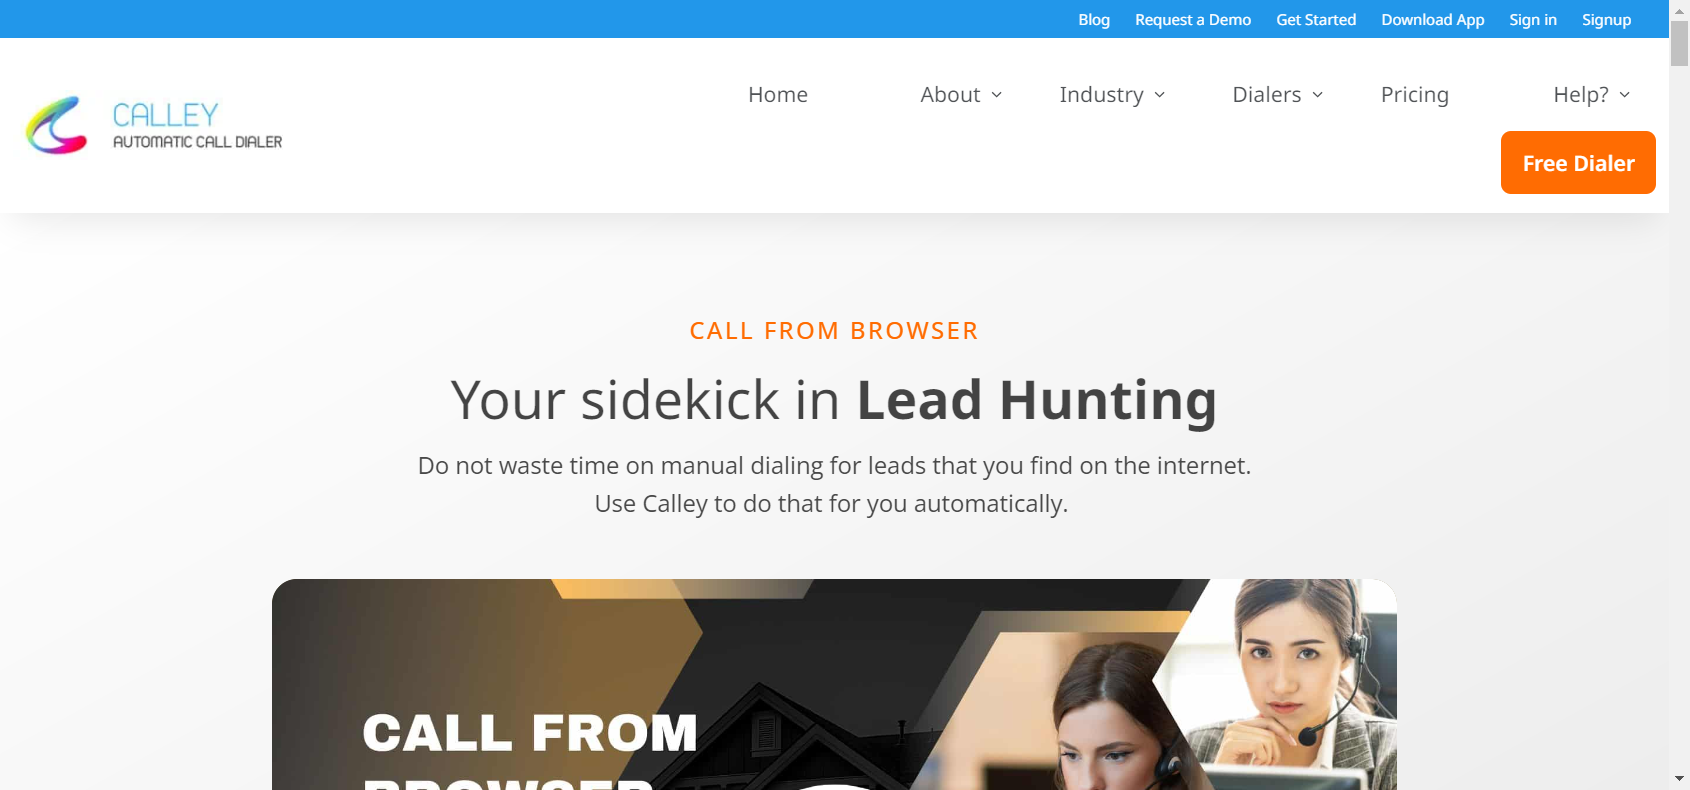 Blog Request a Demo Get Started Download App Sign in Signup
Home About Industry Dialers Pricing Help?
CALLEY
AUTOMATIC CALL DIALER
Free Dialer
CALL FROM BROWSER
Your sidekick in Lead Hunting
Do not waste time on manual dialing for leads that you find on the internet.
Use Calley to do that for you automatically.
CALL FROM
BROWSER